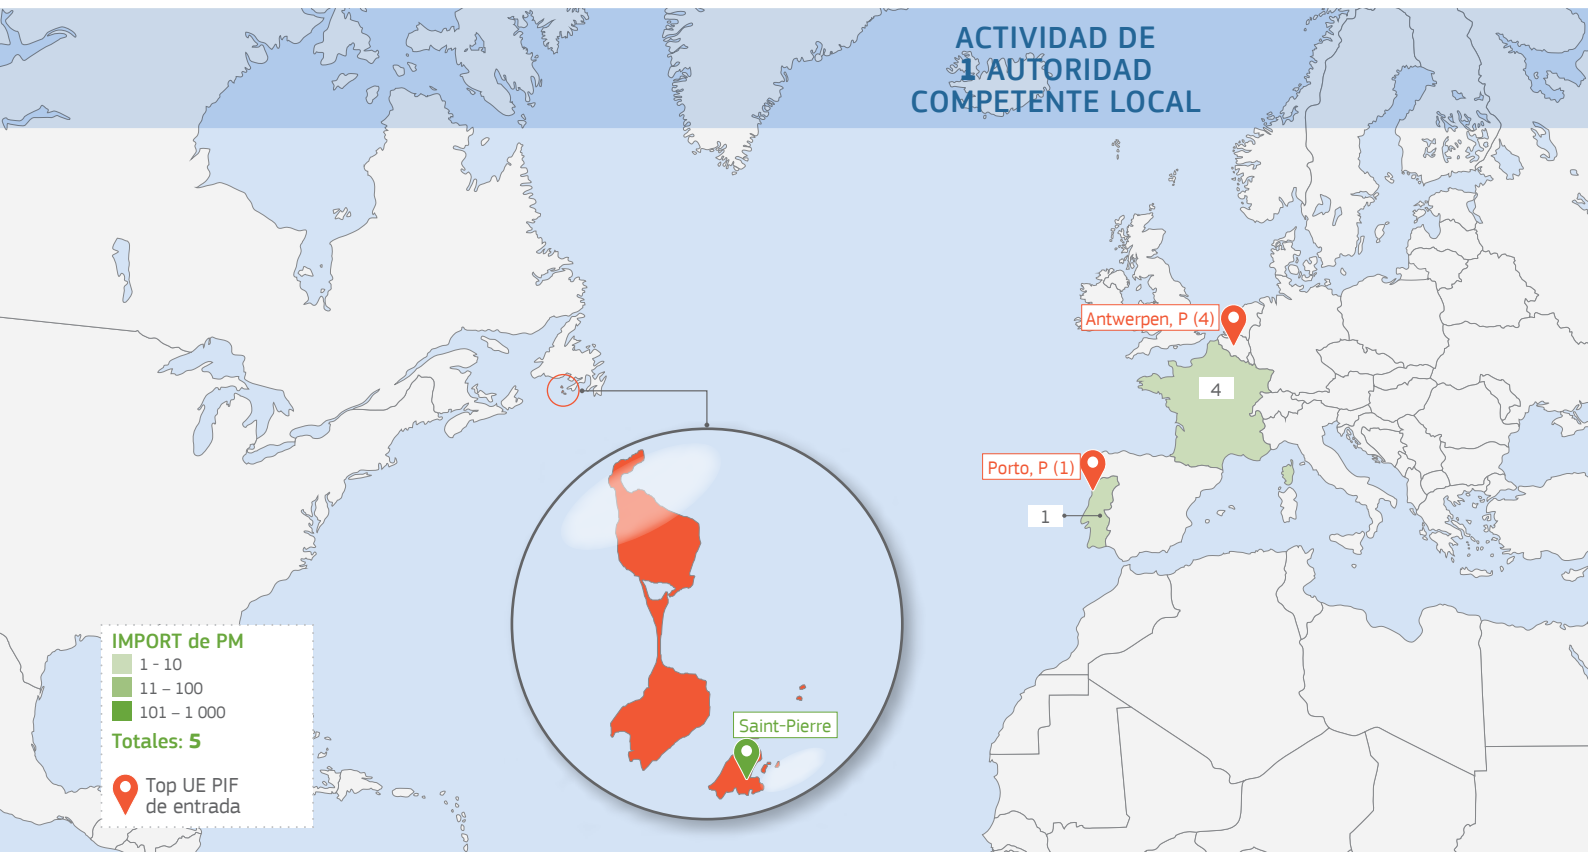 ACTIVIDAD DE
1 AUTORIDAD
COMPETENTE LOCAL
Antwerpen, P (4)
4
Porto, P (1)
1
IMPORT de PM
1 - 10
11 – 100
101 – 1 000
Totales: 5
Top UE PIF
de entrada
Saint-Pierre